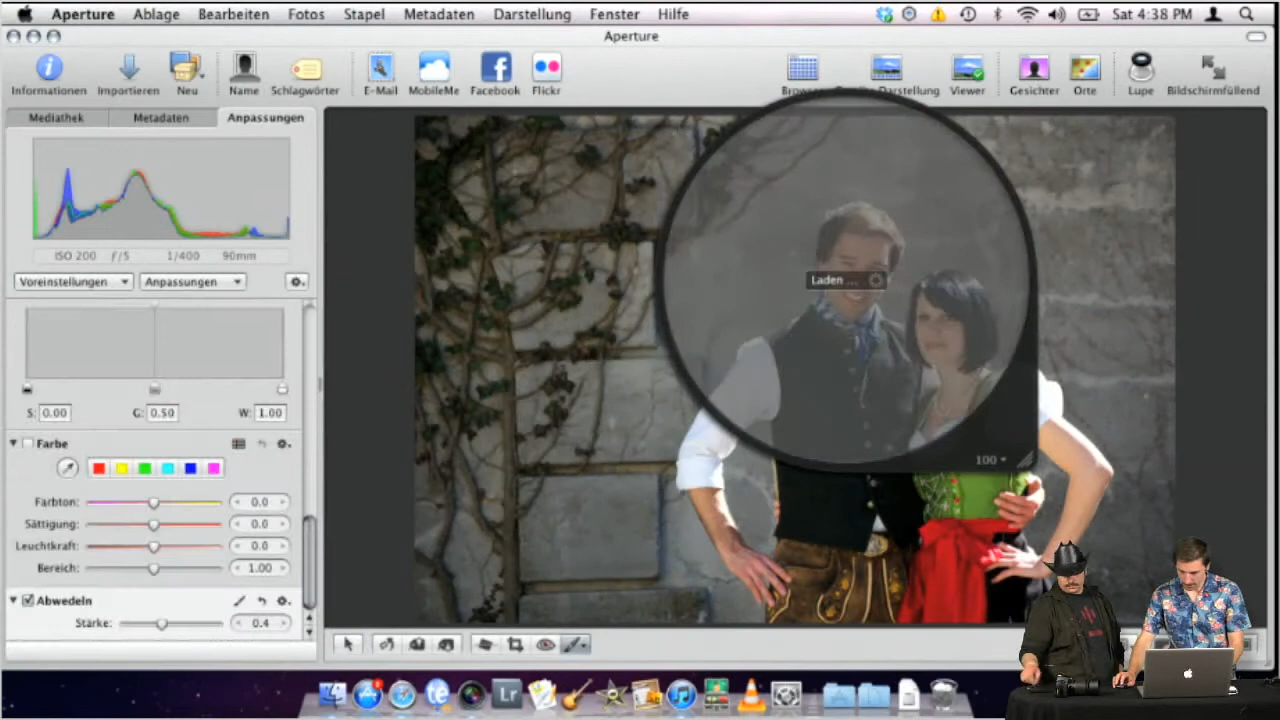 Aperture Ablage Bearbeiten Fotos Stapel Metadaten Darstellung Fenster Hilfe Sat 4:38 PM
Aperture
Informationen Importieren Neu Name Schlagwörter E-Mail MobileMe Facebook Flickr Viewer Gesichter Orte Lupe Bildschirmfüllend
Mediathek Metadaten Anpassungen
ISO 200 f/5 1/400 90mm
Voreinstellungen Anpassungen
Laden ...
S: 0.00 G: 0.50 W: 1.00
Farbe
100
Farbton: 0.0
Sättigung: 0.0
Leuchtkraft: 0.0
Bereich: 1.00
Abwedeln
Stärke: 0.4
Lr